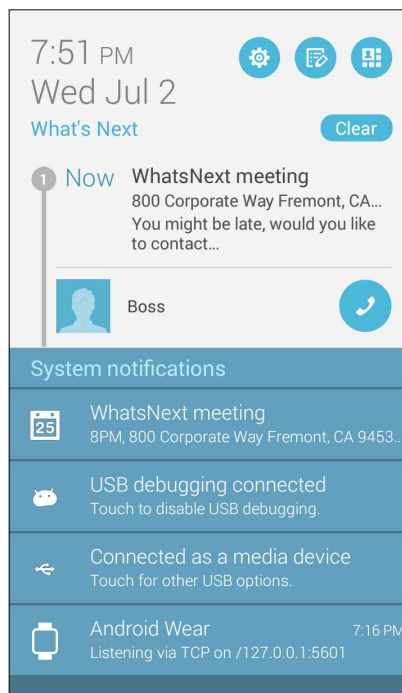 7:51 PM
Wed Jul 2
What's Next
Clear
1
Now
WhatsNext meeting
800 Corporate Way Fremont, CA...
You might be late, would you like
to contact...
Boss
System notifications
25
WhatsNext meeting
8PM, 800 Corporate Way Fremont, CA 9453..
USB debugging connected
Touch to disable USB debugging.
Connected as a media device
Touch for other USB options.
Android Wear
7:16 PM
Listening via TCP on /127.0.0.1:5601